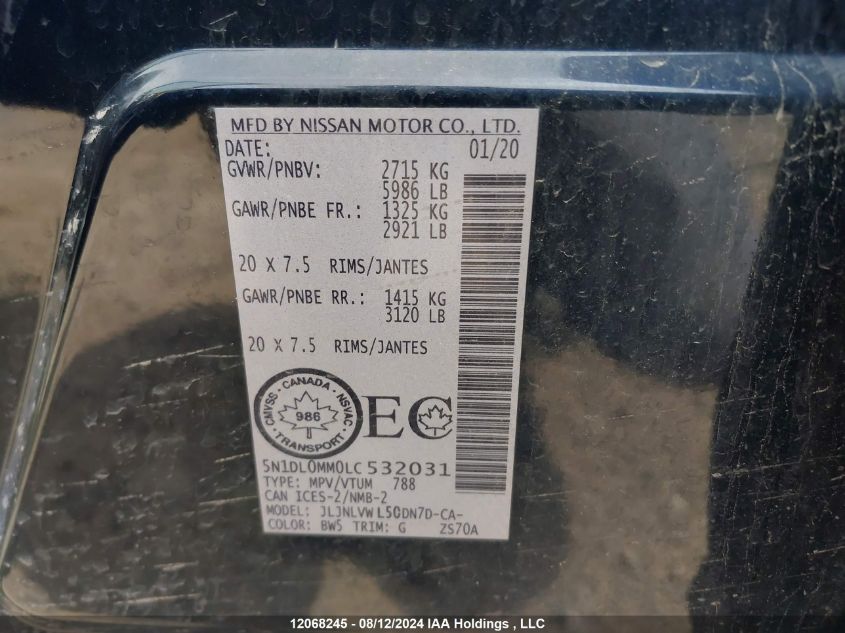 MFD BY NISSAN MOTOR CO., LTD.
DATE: 01/20
GVWR/PNBV: 2715 KG
5986 LB
GAWR/PNBE FR.: 1325 KG
2921 LB
20 X 7.5 RIMS/JANTES
GAWR/PNBE RR.: 1415 KG
3120 LB
20 X 7.5 RIMS/JANTES
CANADA
CMVSS NSVAC
986
TRANSPORT
EC
5N1DL0MM0LC532031
TYPE: MPV/VTUM 788
CAN ICES-2/NMB-2
MODEL: JLJNLVWL50DN7D-CA-
COLOR: BW5 TRIM: G ZS70A
12068245 - 08/12/2024 IAA Holdings , LLC